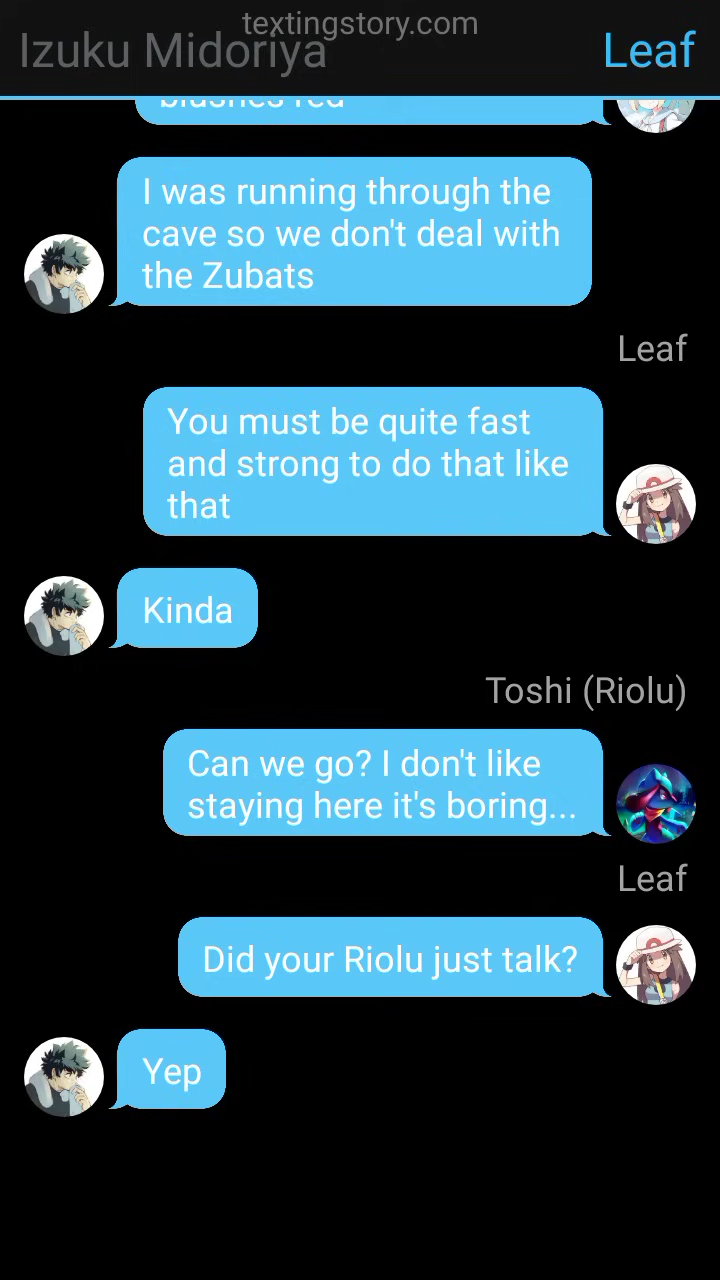 textingstory.com
Izuku Midoriya
Leaf
blushes red
I was running through the
cave so we don't deal with
the Zubats
Leaf
You must be quite fast
and strong to do that like
that
Kinda
Toshi (Riolu)
Can we go? I don't like
staying here it's boring...
Leaf
Did your Riolu just talk?
Yep